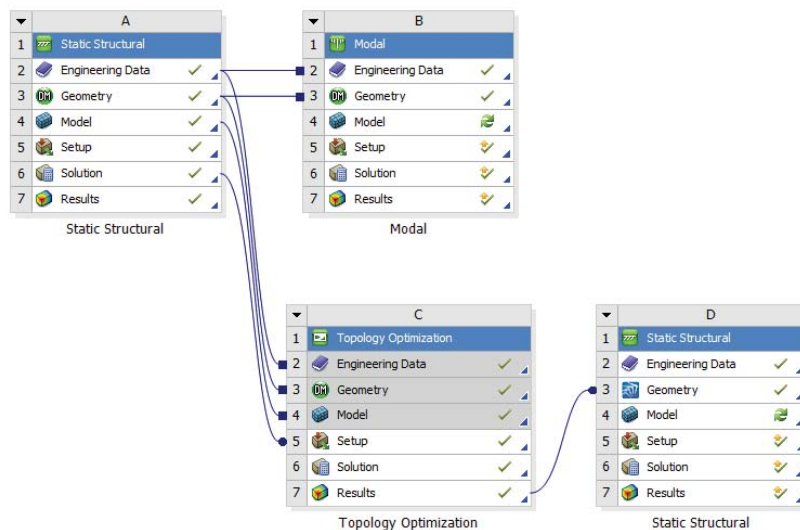 A
1 Static Structural
2 Engineering Data
3 DM Geometry
4 Model
5 Setup
6 Solution
7 Results
Static Structural
B
1 Modal
2 Engineering Data
3 DM Geometry
4 Model
5 Setup
6 Solution
7 Results
Modal
C
1 Topology Optimization
2 Engineering Data
3 DM Geometry
4 Model
5 Setup
6 Solution
7 Results
Topology Optimization
D
1 Static Structural
2 Engineering Data
3 Geometry
4 Model
5 Setup
6 Solution
7 Results
Static Structural